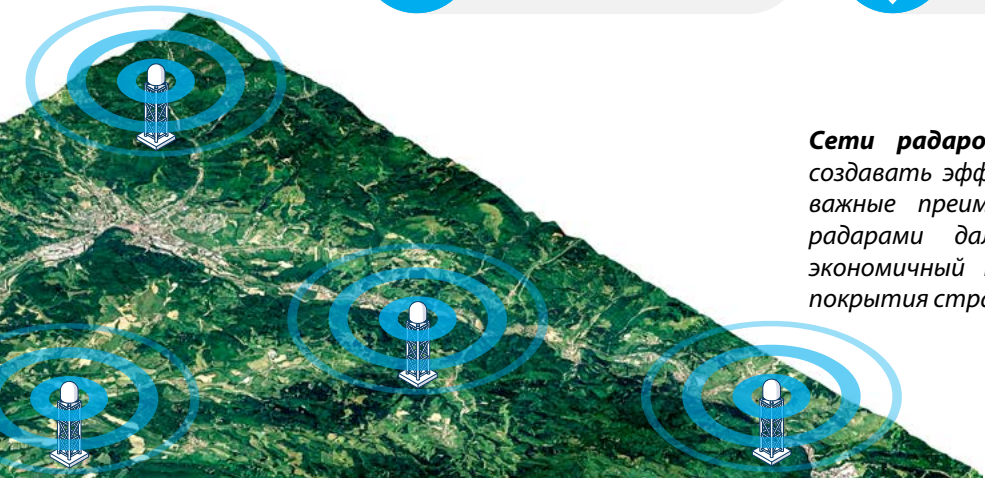 Сети радаро
создавать эфф
важные преим
радарами дал
экономичный
покрытия стра